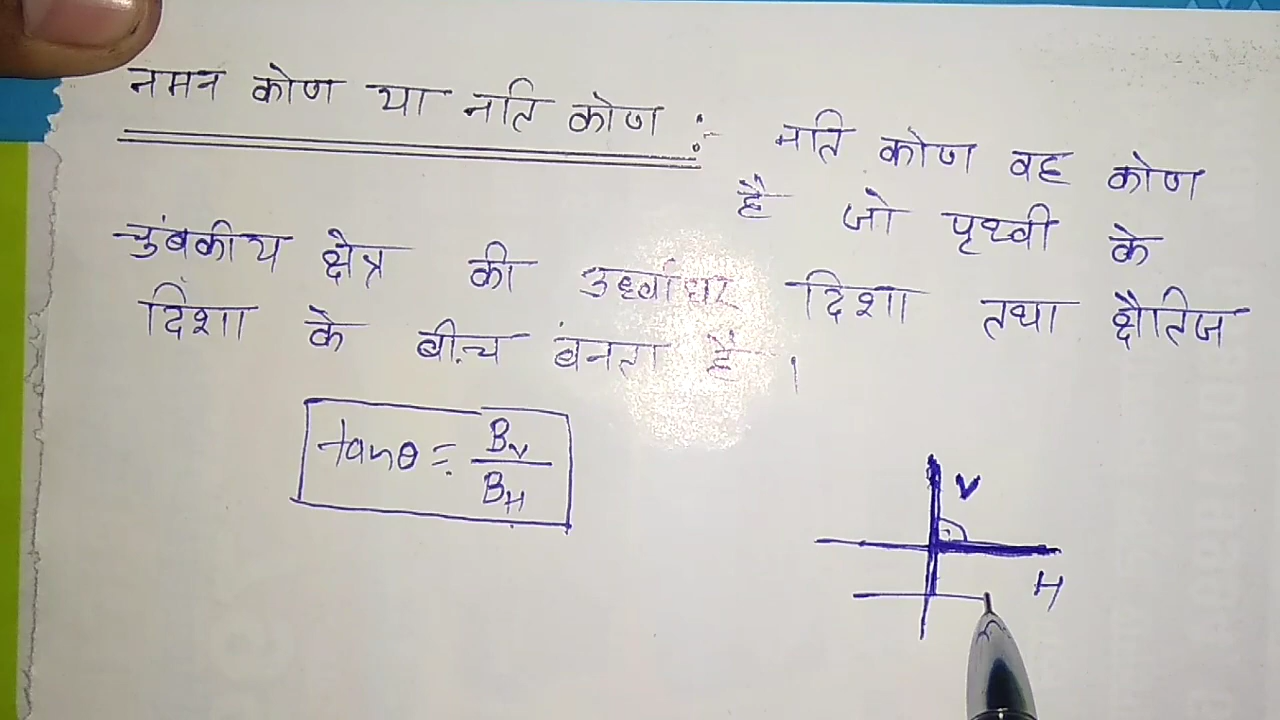 नमन कोण या नति कोण :- नति कोण वह कोण
है जो पृथ्वी के
चुंबकीय क्षेत्र की उर्ध्वाधर दिशा तथा क्षैतिज
दिशा के बीच बनता है ।
tanθ = Bv / BH
V
H